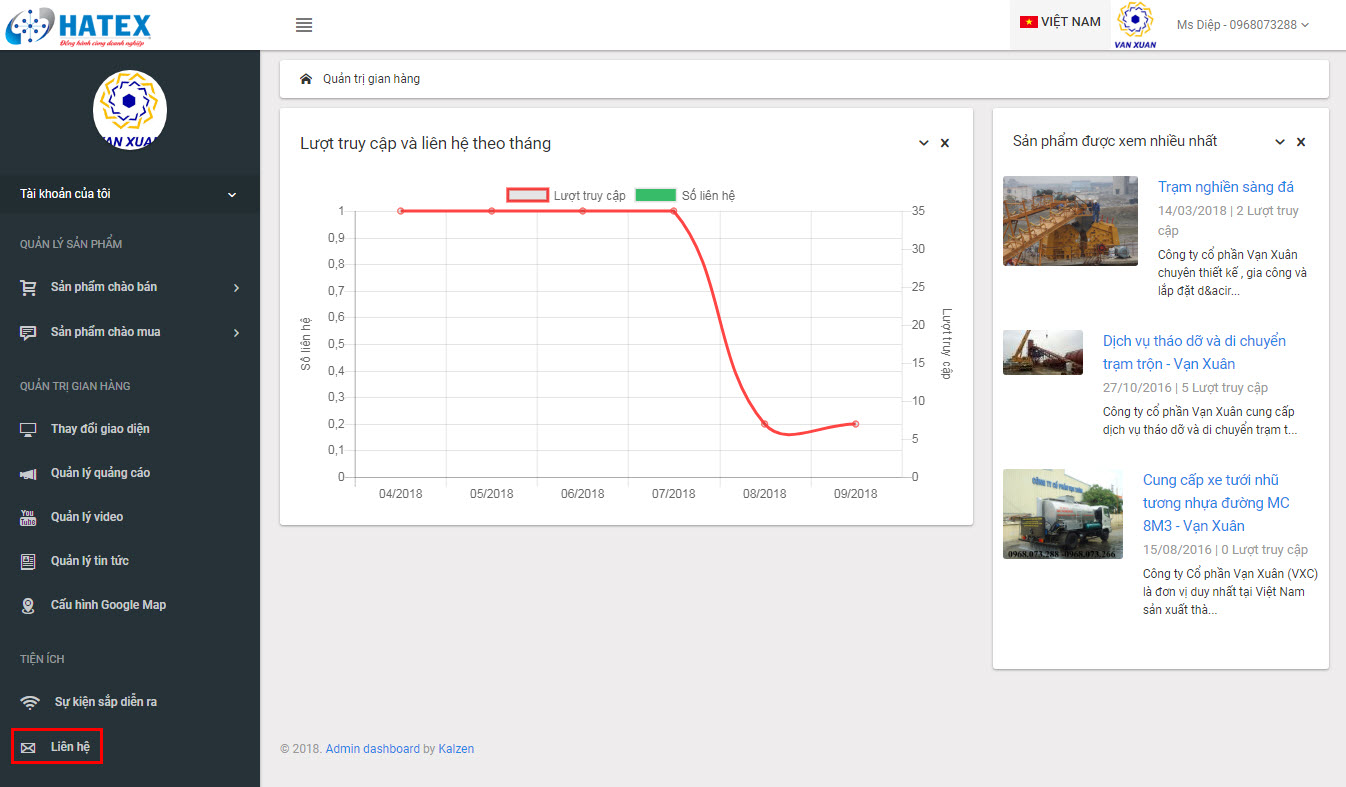 HATEX
Đồng hành cùng doanh nghiệp
VIỆT NAM
VAN XUAN
Ms Diệp - 0968073288
VAN XUAN
Tài khoản của tôi
QUẢN LÝ SẢN PHẨM
Sản phẩm chào bán
Sản phẩm chào mua
QUẢN TRỊ GIAN HÀNG
Thay đổi giao diện
Quản lý quảng cáo
You
Tube
Quản lý video
Quản lý tin tức
Cấu hình Google Map
TIỆN ÍCH
Sự kiện sắp diễn ra
Liên hệ
Quản trị gian hàng
Lượt truy cập và liên hệ theo tháng
Lượt truy cập
Số liên hệ
Số liên hệ
1
0,9
0,8
0,7
0,6
0,5
0,4
0,3
0,2
0,1
0
35
30
25
20
15
10
5
0
Lượt truy cập
04/2018
05/2018
06/2018
07/2018
08/2018
09/2018
Sản phẩm được xem nhiều nhất
Trạm nghiền sàng đá
14/03/2018 | 2 Lượt truy
cập
Công ty cổ phần Vạn Xuân
chuyên thiết kế , gia công và
lắp đặt d&acir...
Dịch vụ tháo dỡ và di chuyển
trạm trộn - Vạn Xuân
27/10/2016 | 5 Lượt truy cập
Công ty cổ phần Vạn Xuân cung cấp
dịch vụ tháo dỡ và di chuyển trạm t...
CÔNG TY CỔ PHẦN VẠN XUÂN
0968.073.288 -0968.073.266
Cung cấp xe tưới nhũ
tương nhựa đường MC
8M3 - Vạn Xuân
15/08/2016 | 0 Lượt truy cập
Công ty Cổ phần Vạn Xuân (VXC)
là đơn vị duy nhất tại Việt Nam
sản xuất thà...
© 2018. Admin dashboard by Kalzen